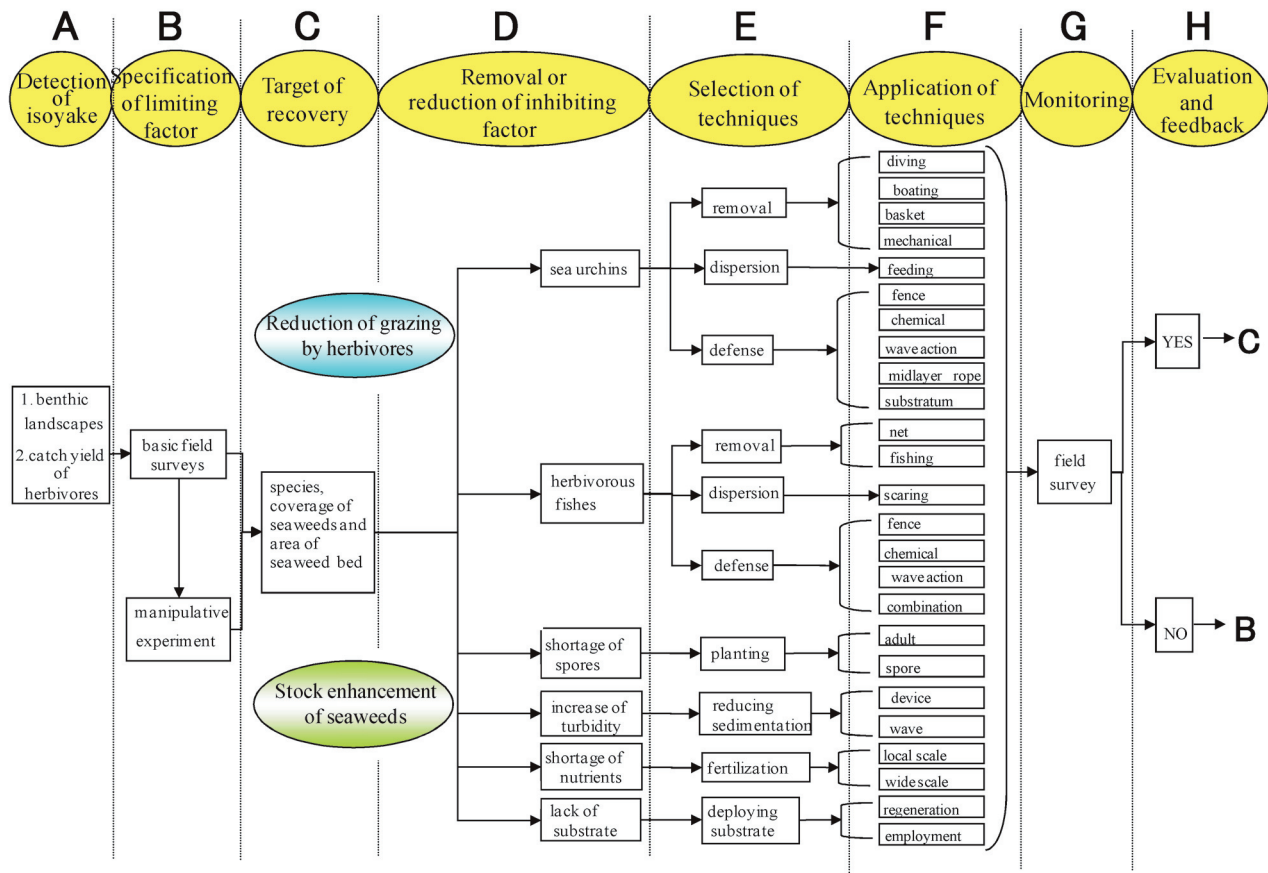 A
B
C
D
E
F
G
H
Detection
of
isoyake
Specification
of limiting
factor
Target of
recovery
Removal or
reduction of inhibiting
factor
Selection of
techniques
Application of
techniques
Monitoring
Evaluation
and
feedback
1. benthic
landscapes
2.catch yield
of
herbivores
basic field
surveys
manipulative
experiment
species,
coverage of
seaweeds and
area of
seaweed bed
Reduction of grazing
by herbivores
Stock enhancement
of seaweeds
sea urchins
herbivorous
fishes
shortage of
spores
increase of
turbidity
shortage of
nutrients
lack of
substrate
removal
dispersion
defense
removal
dispersion
defense
planting
reducing
sedimentation
fertilization
deploying
substrate
diving
boating
basket
mechanical
feeding
fence
chemical
wave action
midlayer rope
substratum
net
fishing
scaring
fence
chemical
wave action
combination
adult
spore
device
wave
local scale
wide scale
regeneration
employment
field
survey
YES
C
NO
B